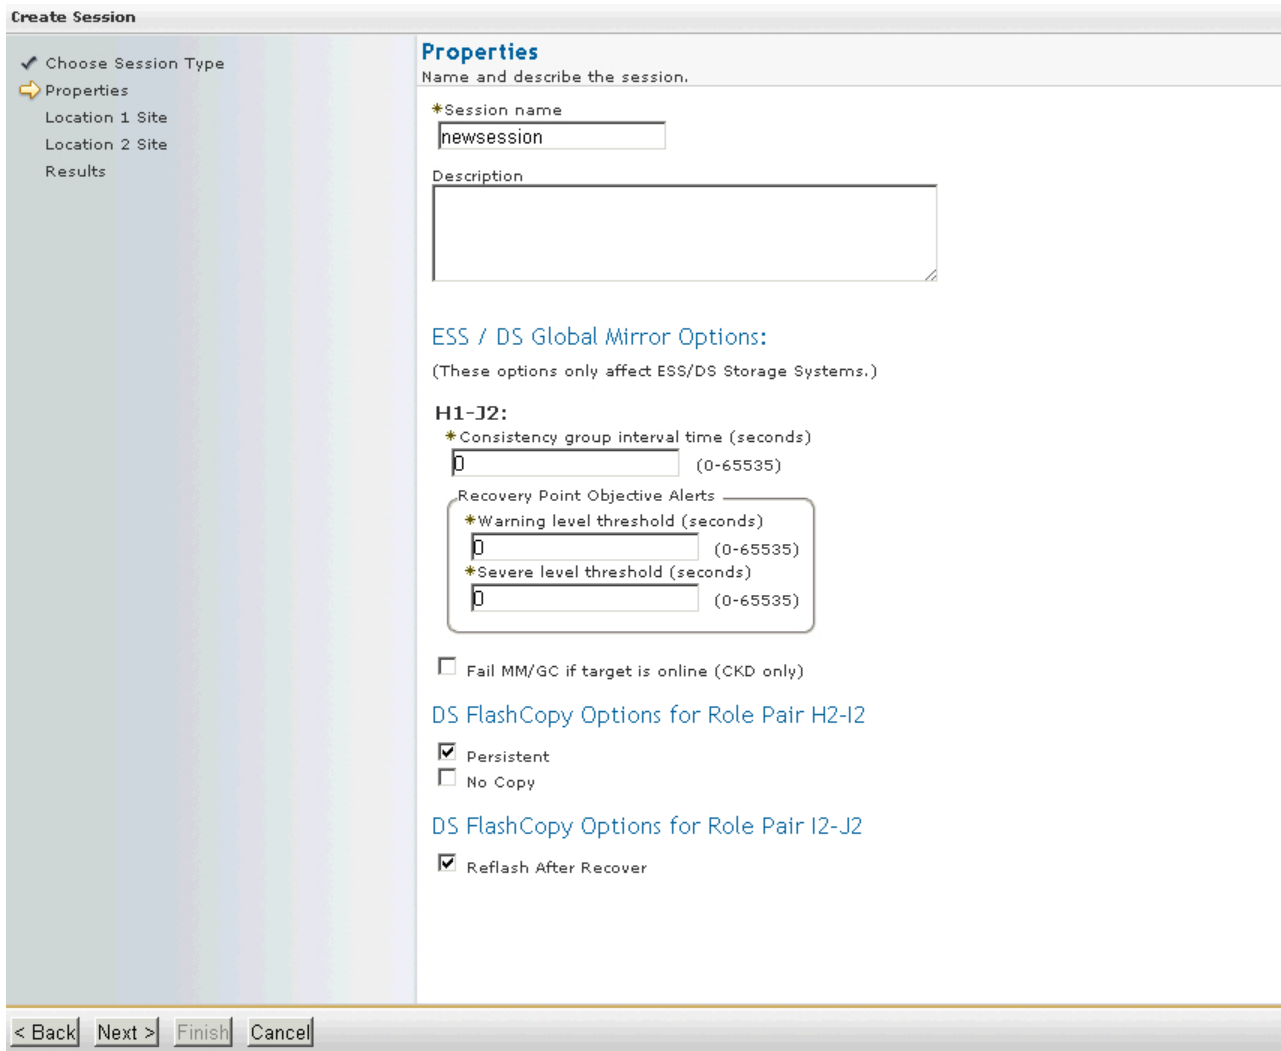 Create Session
Choose Session Type
Properties
Location 1 Site
Location 2 Site
Results
Properties
Name and describe the session.
*Session name
newsession
Description
ESS / DS Global Mirror Options:
(These options only affect ESS/DS Storage Systems.)
H1-J2:
*Consistency group interval time (seconds)
0 (0-65535)
Recovery Point Objective Alerts
*Warning level threshold (seconds)
0 (0-65535)
*Severe level threshold (seconds)
0 (0-65535)
Fail MM/GC if target is online (CKD only)
DS FlashCopy Options for Role Pair H2-I2
Persistent
No Copy
DS FlashCopy Options for Role Pair I2-J2
Reflash After Recover
< Back Next > Finish Cancel